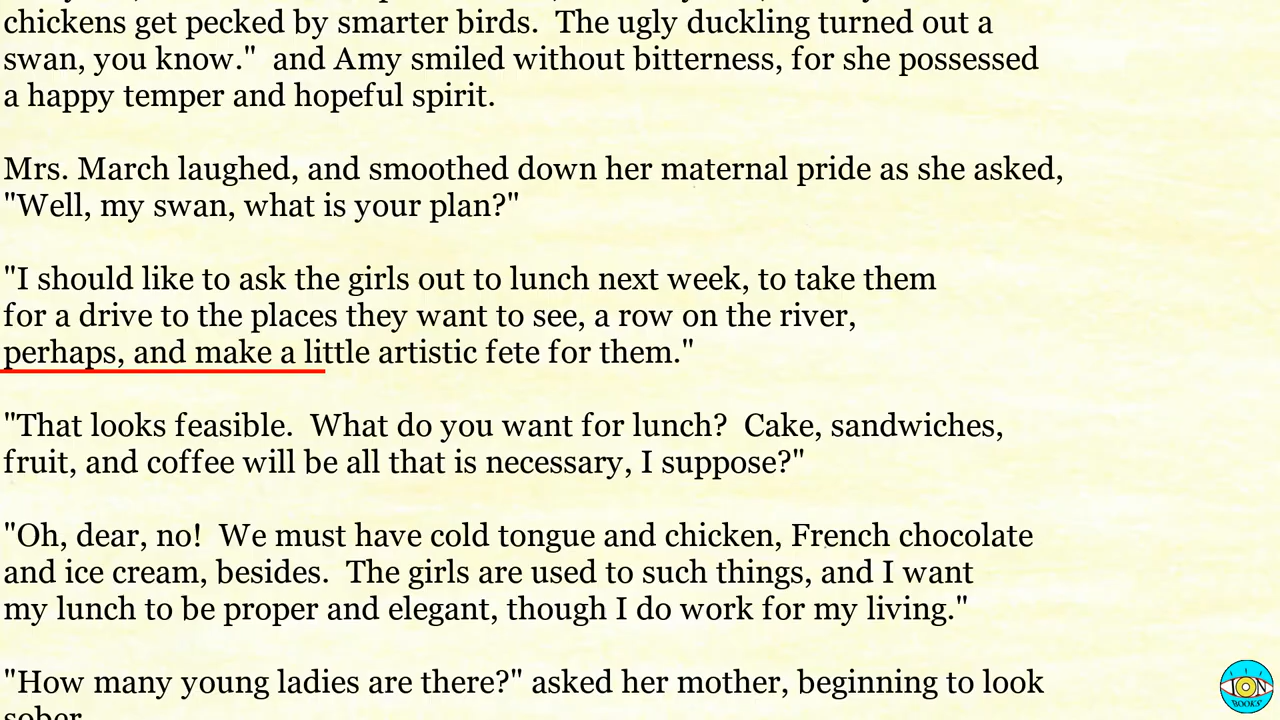 chickens get pecked by smarter birds.  The ugly duckling turned out a
swan, you know."  and Amy smiled without bitterness, for she possessed
a happy temper and hopeful spirit.
Mrs. March laughed, and smoothed down her maternal pride as she asked,
"Well, my swan, what is your plan?"
"I should like to ask the girls out to lunch next week, to take them
for a drive to the places they want to see, a row on the river,
perhaps, and make a little artistic fete for them."
"That looks feasible.  What do you want for lunch?  Cake, sandwiches,
fruit, and coffee will be all that is necessary, I suppose?"
"Oh, dear, no!  We must have cold tongue and chicken, French chocolate
and ice cream, besides.  The girls are used to such things, and I want
my lunch to be proper and elegant, though I do work for my living."
"How many young ladies are there?" asked her mother, beginning to look
sober.
ION
BOOKS